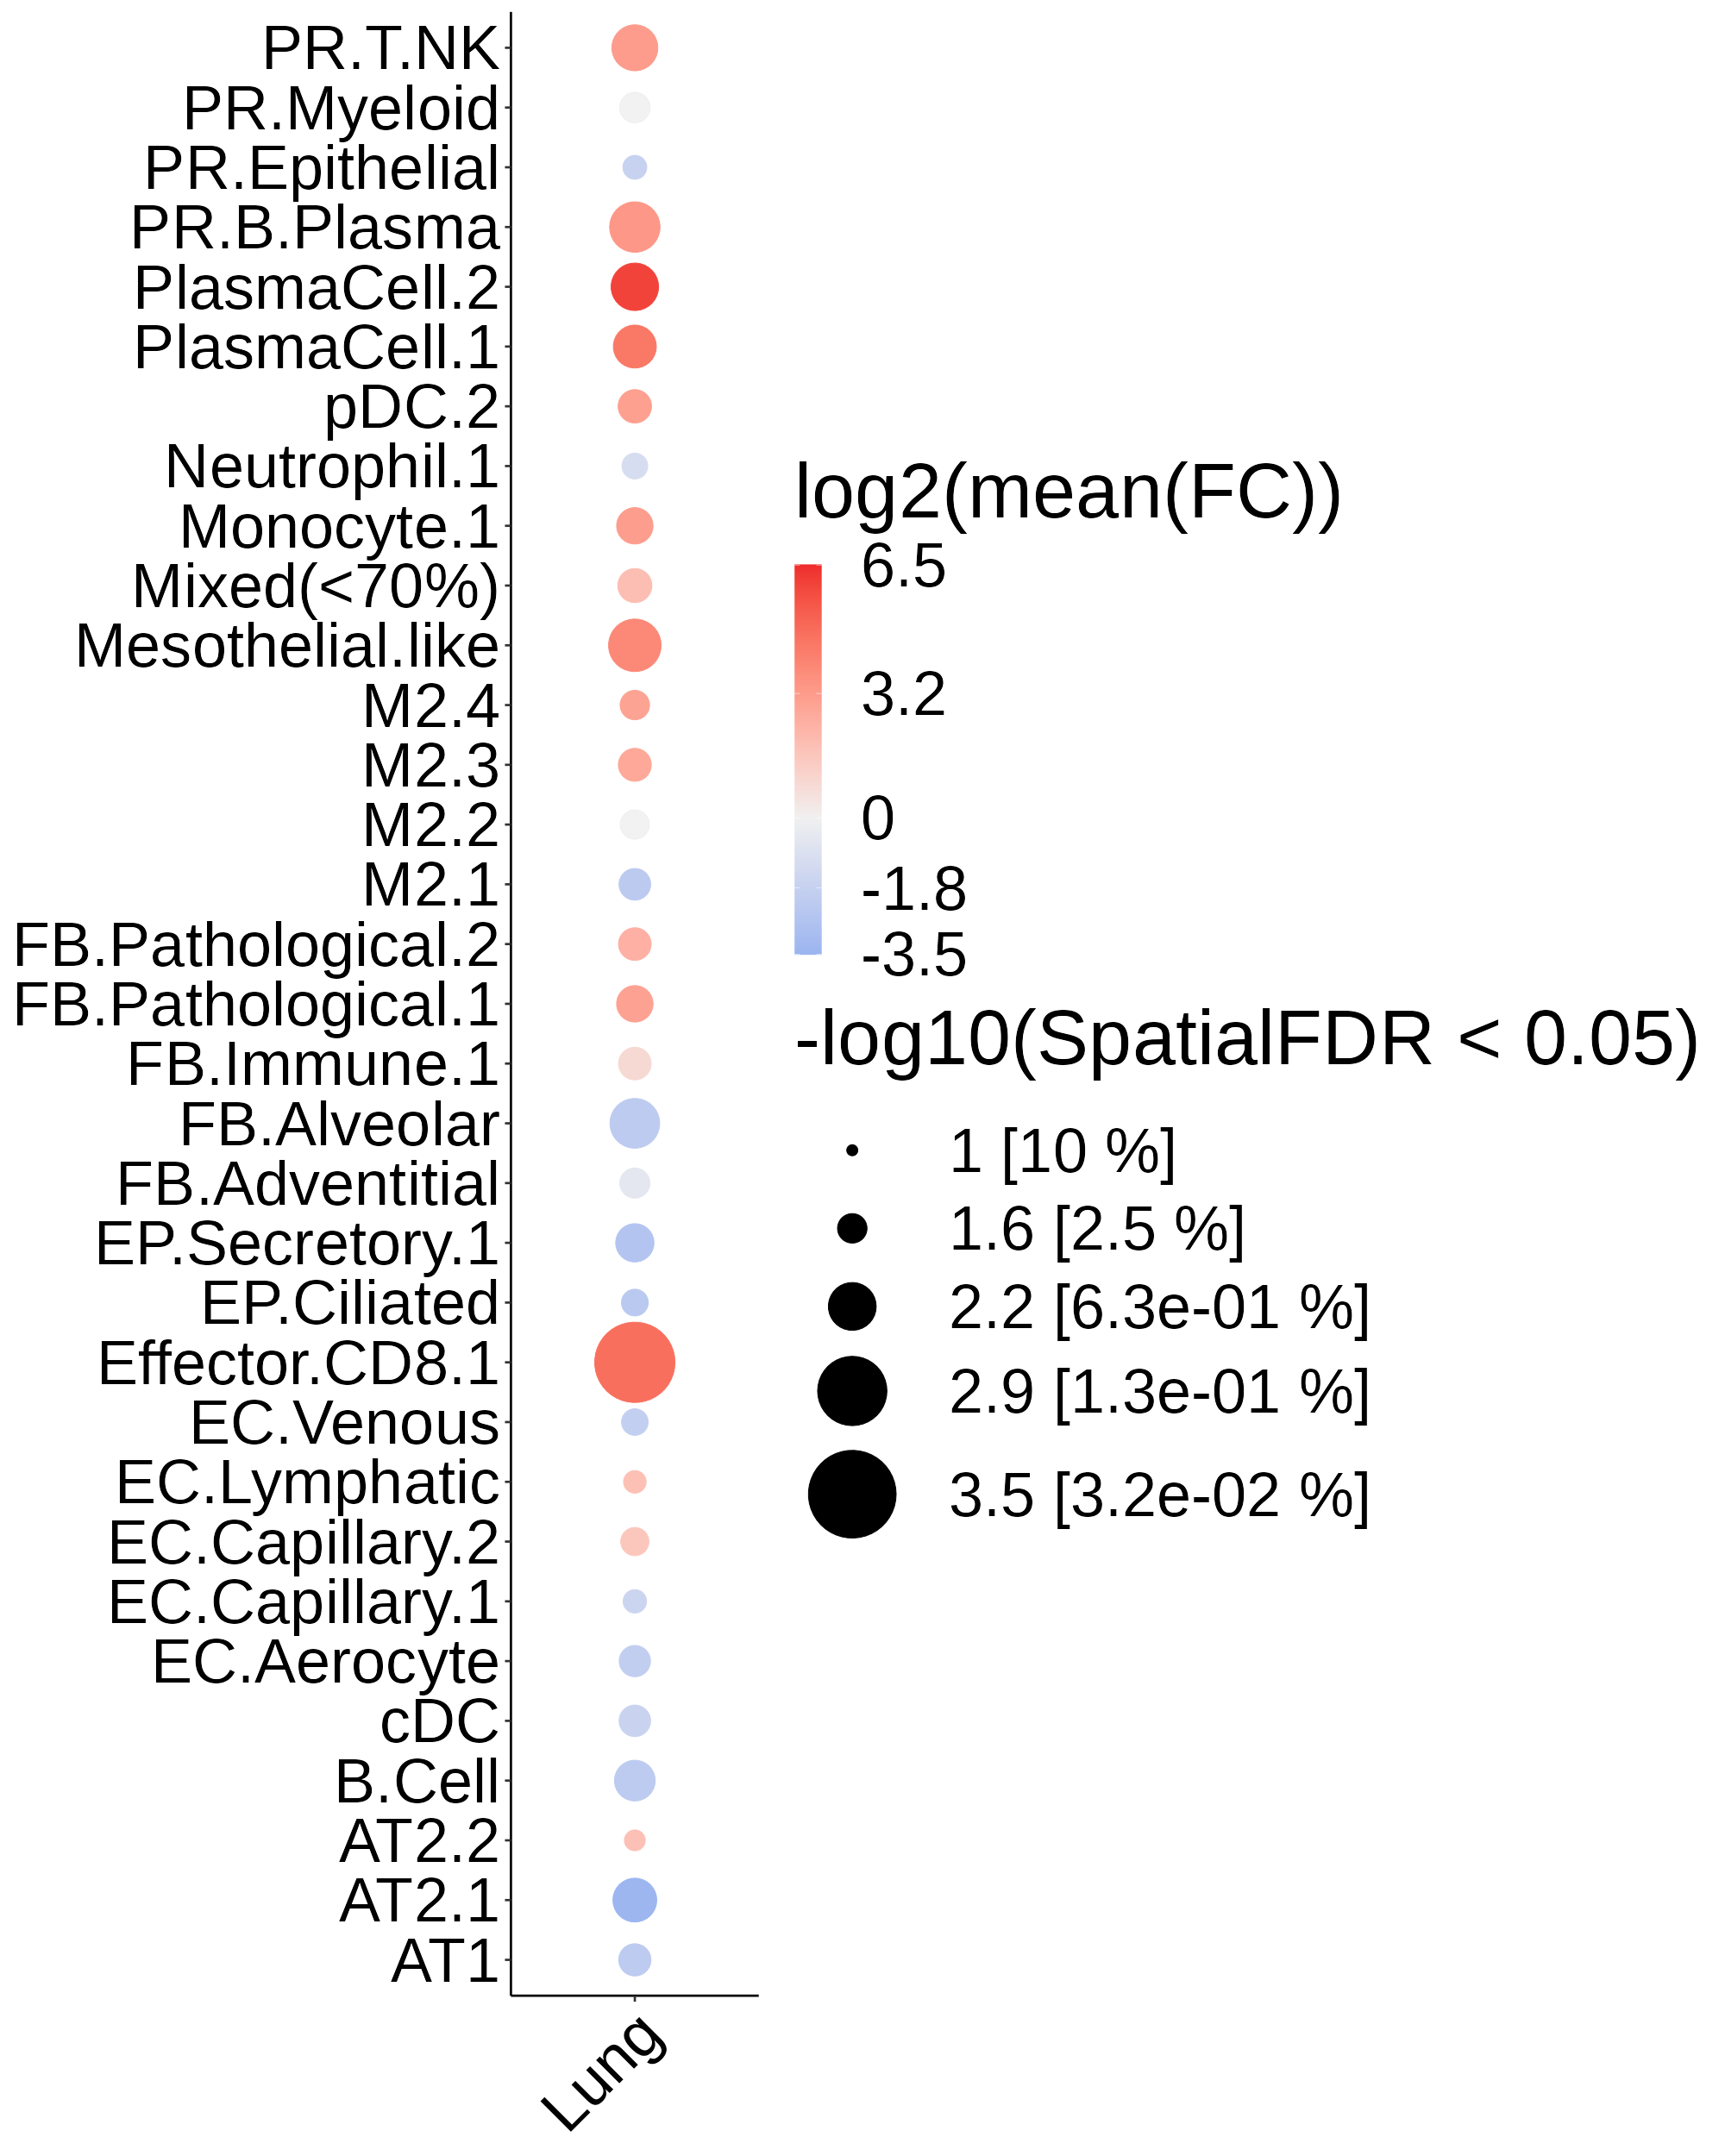 PR.T.NK
PR.Myeloid
PR.Epithelial
PR.B.Plasma
PlasmaCell.2
PlasmaCell.1
pDC.2
Neutrophil.1
Monocyte.1
Mixed(<70%)
Mesothelial.like
M2.4
M2.3
M2.2
M2.1
FB.Pathological.2
FB.Pathological.1
FB.Immune.1
FB.Alveolar
FB.Adventitial
EP.Secretory.1
EP.Ciliated
Effector.CD8.1
EC.Venous
EC.Lymphatic
EC.Capillary.2
EC.Capillary.1
EC.Aerocyte
cDC
B.Cell
AT2.2
AT2.1
AT1
Lung
log2(mean(FC))
6.5
3.2
0
-1.8
-3.5
-log10(SpatialFDR < 0.05)
1 [10 %]
1.6 [2.5 %]
2.2 [6.3e-01 %]
2.9 [1.3e-01 %]
3.5 [3.2e-02 %]